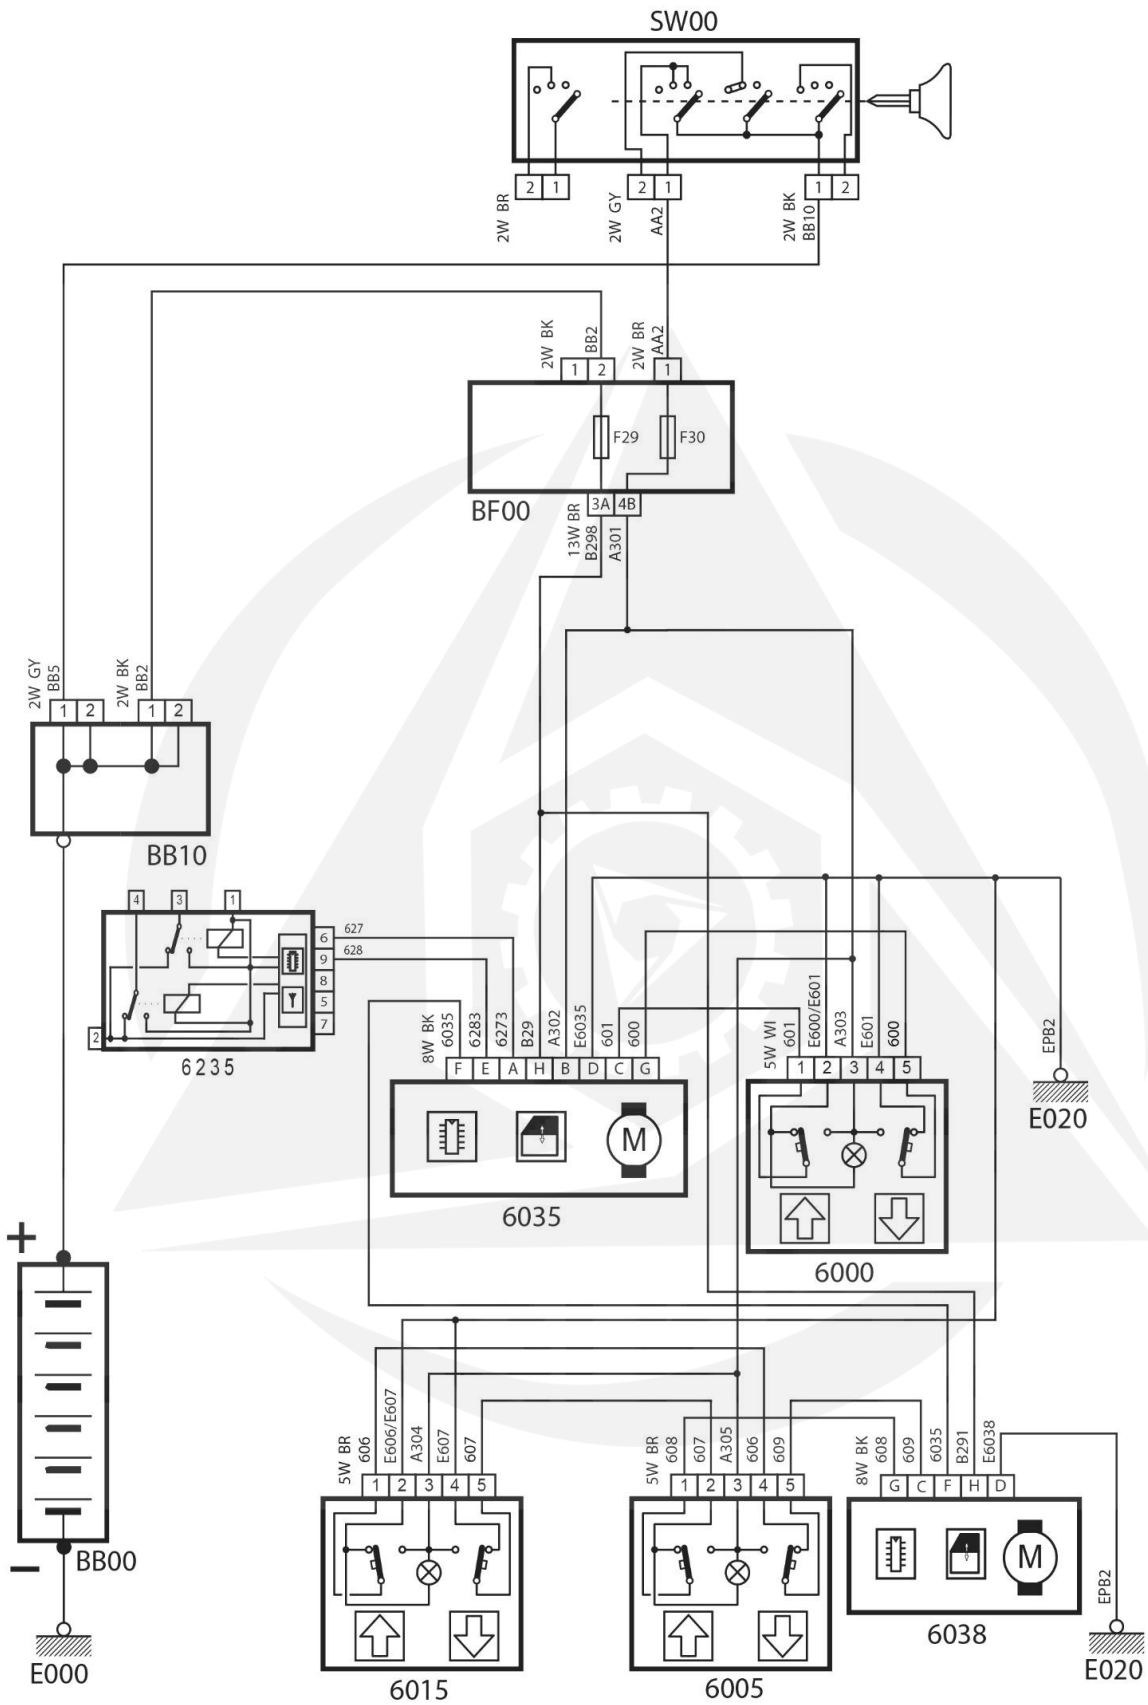 SW00
2 1 2 1 1 2
2W BR 2W GY AA2 2W BK BB10
2W BK BB2 2W BR AA2
1 2 1
F29 F30
BF00
3A 4B
13W BR B298 A301
2W GY BB5 2W BK BB2
1 2 1 2
BB10
4 3 1
6 627
9 628
8
5
7
2
6235
8W BK 6035 6283 6273 B29 A302 E6035 601 600
F E A H B D C G
M
6035
5W WI 601 E600/E601 A303 E601 600
1 2 3 4 5
6000
EPB2
E020
+
−
BB00
E000
5W BR 606 E606/E607 A304 E607 607
1 2 3 4 5
6015
5W BR 608 607 A305 606 609
1 2 3 4 5
6005
8W BK 608 609 6035 B291 E6038
G C F H D
M
6038
EPB2
E020